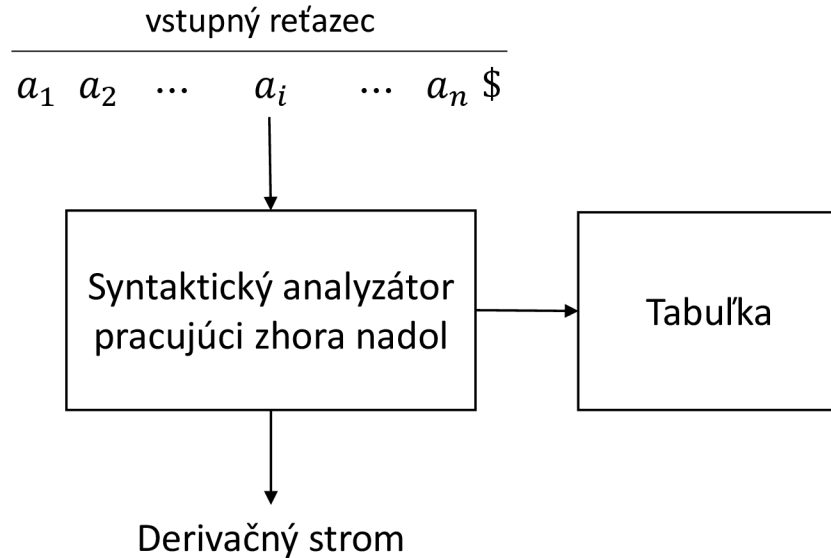 vstupný reťazec
a₁ a₂ ⋯ aᵢ ⋯ aₙ $
Syntaktický analyzátor
pracujúci zhora nadol
Tabuľka
Derivačný strom